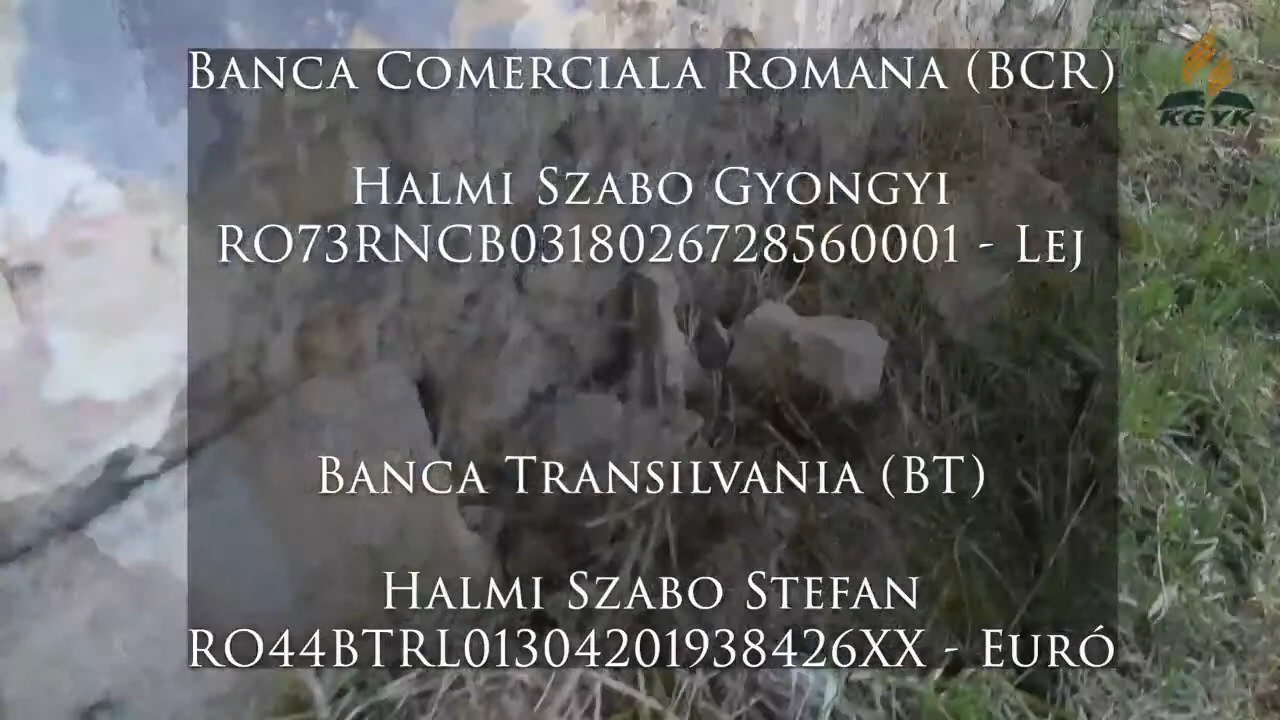 Banca Comerciala Romana (BCR)
KGYK
Halmi Szabo Gyongyi
RO73RNCB0318026728560001 - Lej
Banca Transilvania (BT)
Halmi Szabo Stefan
RO44BTRL01304201938426XX - Euró